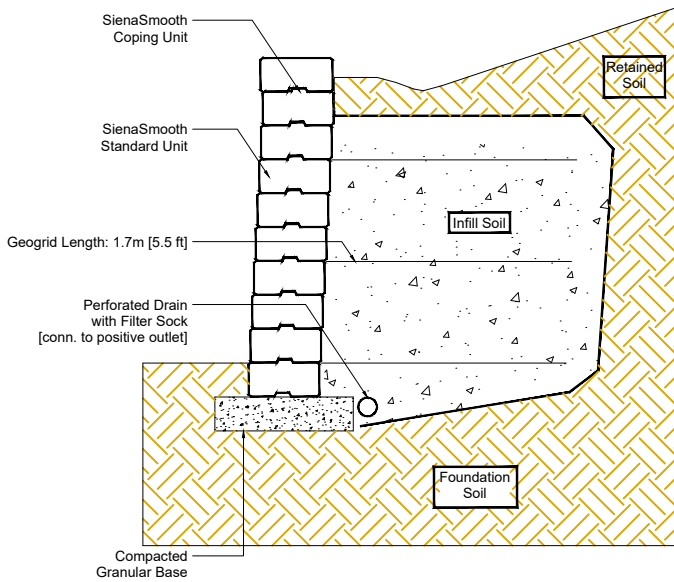 SienaSmooth
Coping Unit
Retained
Soil
SienaSmooth
Standard Unit
Infill Soil
Geogrid Length: 1.7m [5.5 ft]
Perforated Drain
with Filter Sock
[conn. to positive outlet]
Foundation
Soil
Compacted
Granular Base